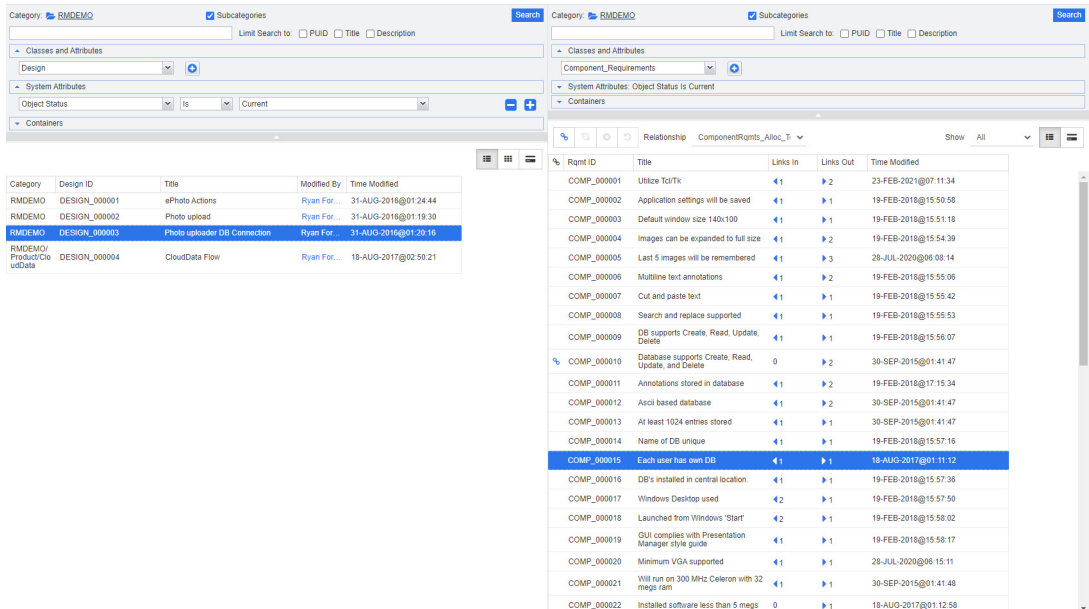 Category: RMDEMO Subcategories Search
Limit Search to: PUID Title Description
Classes and Attributes
Design
System Attributes
Object Status Is Current
Containers
Category Design ID Title Modified By Time Modified
RMDEMO DESIGN_000001 ePhoto Actions Ryan For... 31-AUG-2016@01:24:44
RMDEMO DESIGN_000002 Photo upload Ryan For... 31-AUG-2016@01:19:30
RMDEMO DESIGN_000003 Photo uploader DB Connection Ryan For... 31-AUG-2016@01:20:16
RMDEMO/
Product/Clo DESIGN_000004 CloudData Flow Ryan For... 18-AUG-2017@02:50:21
udData
Category: RMDEMO Subcategories Search
Limit Search to: PUID Title Description
Classes and Attributes
Component_Requirements
System Attributes: Object Status Is Current
Containers
Relationship ComponentRqmts_Alloc_T Show All
Rqmt ID Title Links In Links Out Time Modified
COMP_000001 Utilize Tcl/Tk 1 2 23-FEB-2021@07:11:34
COMP_000002 Application settings will be saved 1 1 19-FEB-2018@15:50:58
COMP_000003 Default window size 140x100 1 1 19-FEB-2018@15:51:18
COMP_000004 Images can be expanded to full size 1 2 19-FEB-2018@15:54:39
COMP_000005 Last 5 images will be remembered 1 3 28-JUL-2020@06:08:14
COMP_000006 Multiline text annotations 1 2 19-FEB-2018@15:55:06
COMP_000007 Cut and paste text 1 1 19-FEB-2018@15:55:42
COMP_000008 Search and replace supported 1 1 19-FEB-2018@15:55:53
COMP_000009 DB supports Create, Read, Update, 1 1 19-FEB-2018@15:56:07
Delete
COMP_000010 Database supports Create, Read, 0 2 30-SEP-2015@01:41:47
Update, and Delete
COMP_000011 Annotations stored in database 1 2 19-FEB-2018@17:15:34
COMP_000012 Ascii based database 1 2 30-SEP-2015@01:41:47
COMP_000013 At least 1024 entries stored 1 1 30-SEP-2015@01:41:47
COMP_000014 Name of DB unique 1 1 19-FEB-2018@15:57:16
COMP_000015 Each user has own DB 1 1 18-AUG-2017@01:11:12
COMP_000016 DB's installed in central location. 1 1 19-FEB-2018@15:57:36
COMP_000017 Windows Desktop used 2 1 19-FEB-2018@15:57:50
COMP_000018 Launched from Windows 'Start' 2 1 19-FEB-2018@15:58:02
COMP_000019 GUI complies with Presentation 1 1 19-FEB-2018@15:58:17
Manager style guide
COMP_000020 Minimum VGA supported 1 1 28-JUL-2020@06:15:11
COMP_000021 Will run on 300 MHz Celeron with 32 1 1 30-SEP-2015@01:41:48
megs ram
COMP_000022 Installed software less than 5 megs 0 1 18-AUG-2017@01:12:58